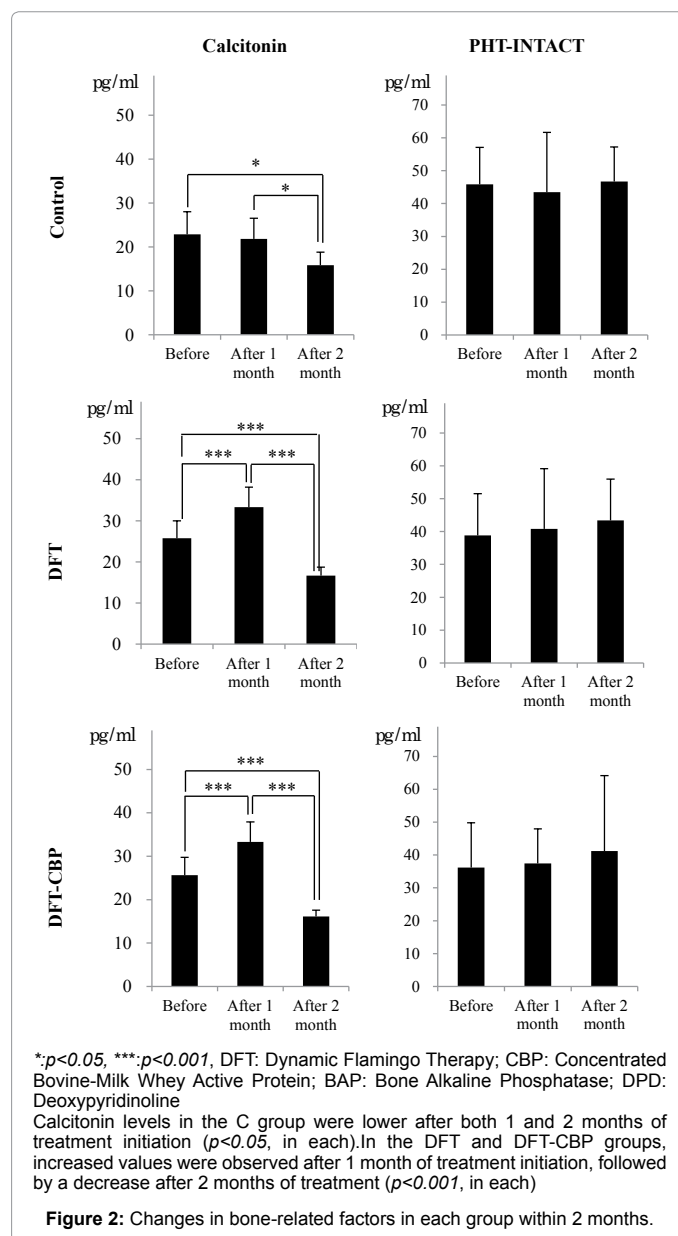 Calcitonin
PHT-INTACT
Control
pg/ml
50
40
30
20
10
0
*
*
Before
After 1
month
After 2
month
pg/ml
70
60
50
40
30
20
10
0
Before
After 1
month
After 2
month
DFT
pg/ml
50
40
30
20
10
0
***
***
***
Before
After 1
month
After 2
month
pg/ml
70
60
50
40
30
20
10
0
Before
After 1
month
After 2
month
DFT-CBP
pg/ml
50
40
30
20
10
0
***
***
***
Before
After 1
month
After 2
month
pg/ml
70
60
50
40
30
20
10
0
Before
After 1
month
After 2
month
*:p<0.05, ***:p<0.001, DFT: Dynamic Flamingo Therapy; CBP: Concentrated
Bovine-Milk Whey Active Protein; BAP: Bone Alkaline Phosphatase; DPD:
Deoxypyridinoline
Calcitonin levels in the C group were lower after both 1 and 2 months of
treatment initiation (p<0.05, in each).In the DFT and DFT-CBP groups,
increased values were observed after 1 month of treatment initiation, followed
by a decrease after 2 months of treatment (p<0.001, in each)
Figure 2: Changes in bone-related factors in each group within 2 months.